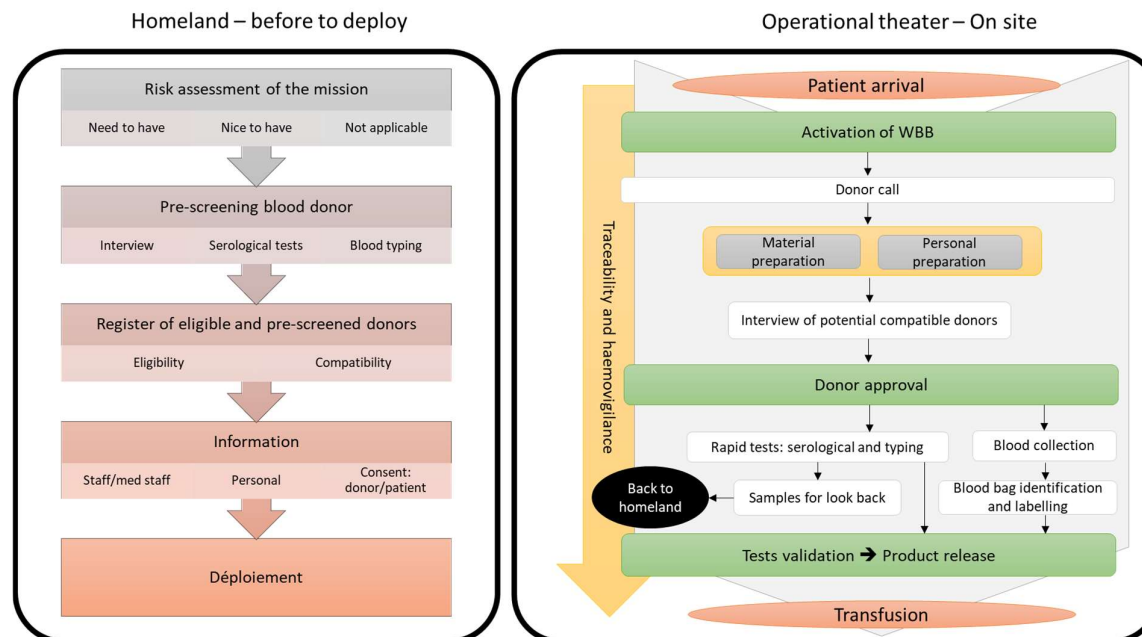 Homeland – before to deploy
Risk assessment of the mission
Need to have
Nice to have
Not applicable
Pre-screening blood donor
Interview
Serological tests
Blood typing
Register of eligible and pre-screened donors
Eligibility
Compatibility
Information
Staff/med staff
Personal
Consent:
donor/patient
Déploiement
Operational theater – On site
Traceability and haemovigilance
Patient arrival
Activation of WBB
Donor call
Material
preparation
Personal
preparation
Interview of potential compatible donors
Donor approval
Rapid tests: serological and typing
Blood collection
Back to
homeland
Samples for look back
Blood bag identification
and labelling
Tests validation ➔ Product release
Transfusion